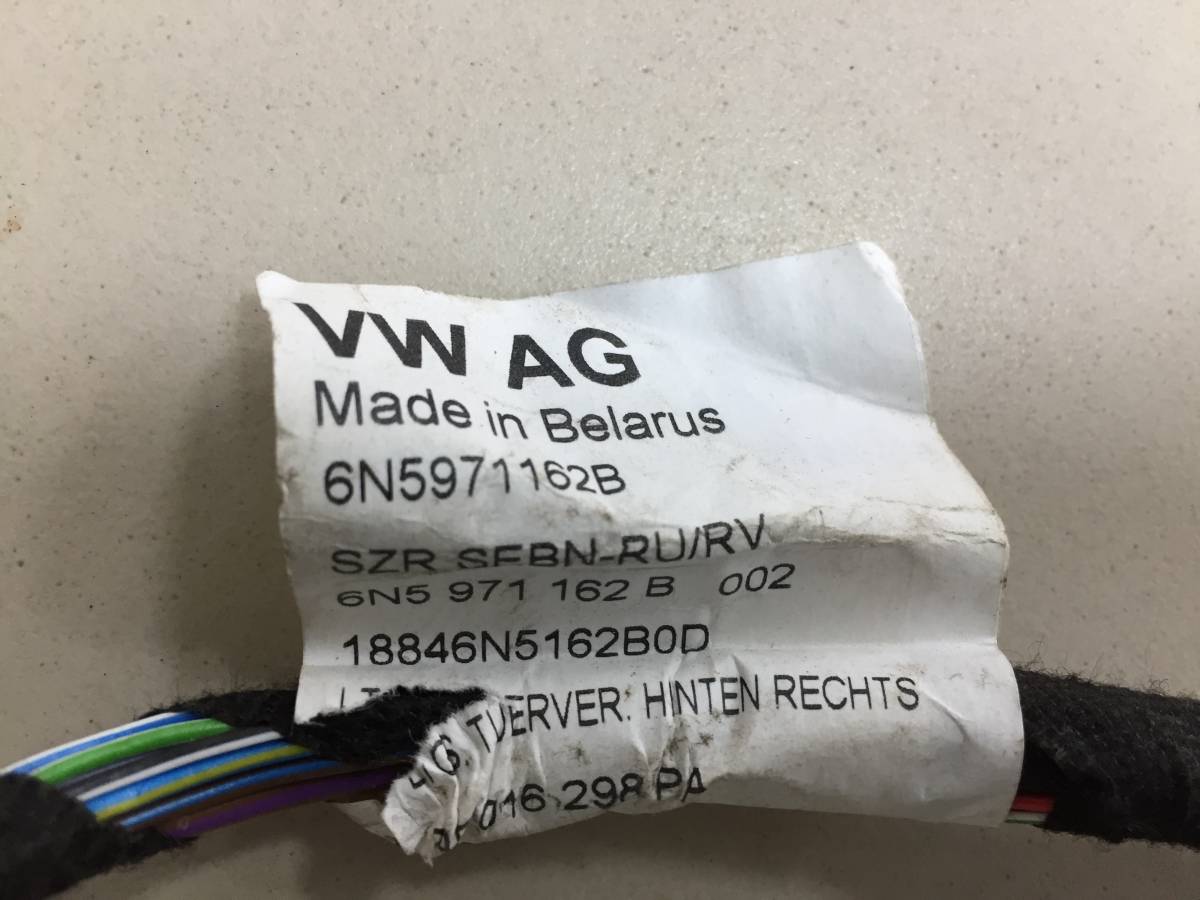 VW AG
Made in Belarus
6N5971162B
SZR SEBN-RU/RV
6N5 971 162 B 002
18846N5162B0D
HINTEN RECHTS
016 298 PA